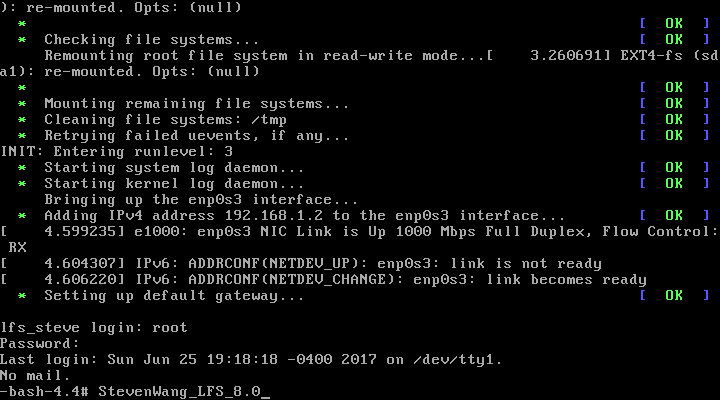 ): re-mounted. Opts: (null)
 *                                                                        [  OK  ]
 *   Checking file systems...                                             [  OK  ]
     Remounting root file system in read-write mode...[    3.260691] EXT4-fs (sd
a1): re-mounted. Opts: (null)
 *                                                                        [  OK  ]
 *   Mounting remaining file systems...                                   [  OK  ]
 *   Cleaning file systems: /tmp                                          [  OK  ]
 *   Retrying failed uevents, if any...                                   [  OK  ]
INIT: Entering runlevel: 3
 *   Starting system log daemon...                                        [  OK  ]
 *   Starting kernel log daemon...                                        [  OK  ]
     Bringing up the enp0s3 interface...
 *   Adding IPv4 address 192.168.1.2 to the enp0s3 interface...           [  OK  ]
[    4.599235] e1000: enp0s3 NIC Link is Up 1000 Mbps Full Duplex, Flow Control:
 RX
[    4.604307] IPv6: ADDRCONF(NETDEV_UP): enp0s3: link is not ready
[    4.606220] IPv6: ADDRCONF(NETDEV_CHANGE): enp0s3: link becomes ready
 *   Setting up default gateway...                                        [  OK  ]

lfs_steve login: root
Password:
Last login: Sun Jun 25 19:18:18 -0400 2017 on /dev/tty1.
No mail.
-bash-4.4# StevenWang_LFS_8.0_